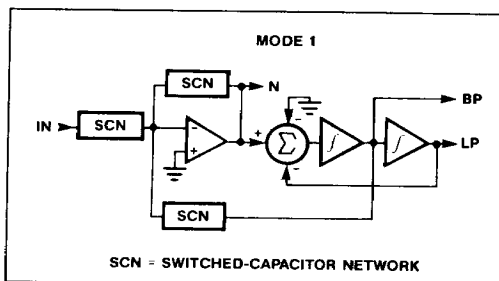 MODE 1
SCN
N
BP
IN
SCN
−
+
+
−
Σ
−
∫
∫
LP
SCN
SCN = SWITCHED-CAPACITOR NETWORK